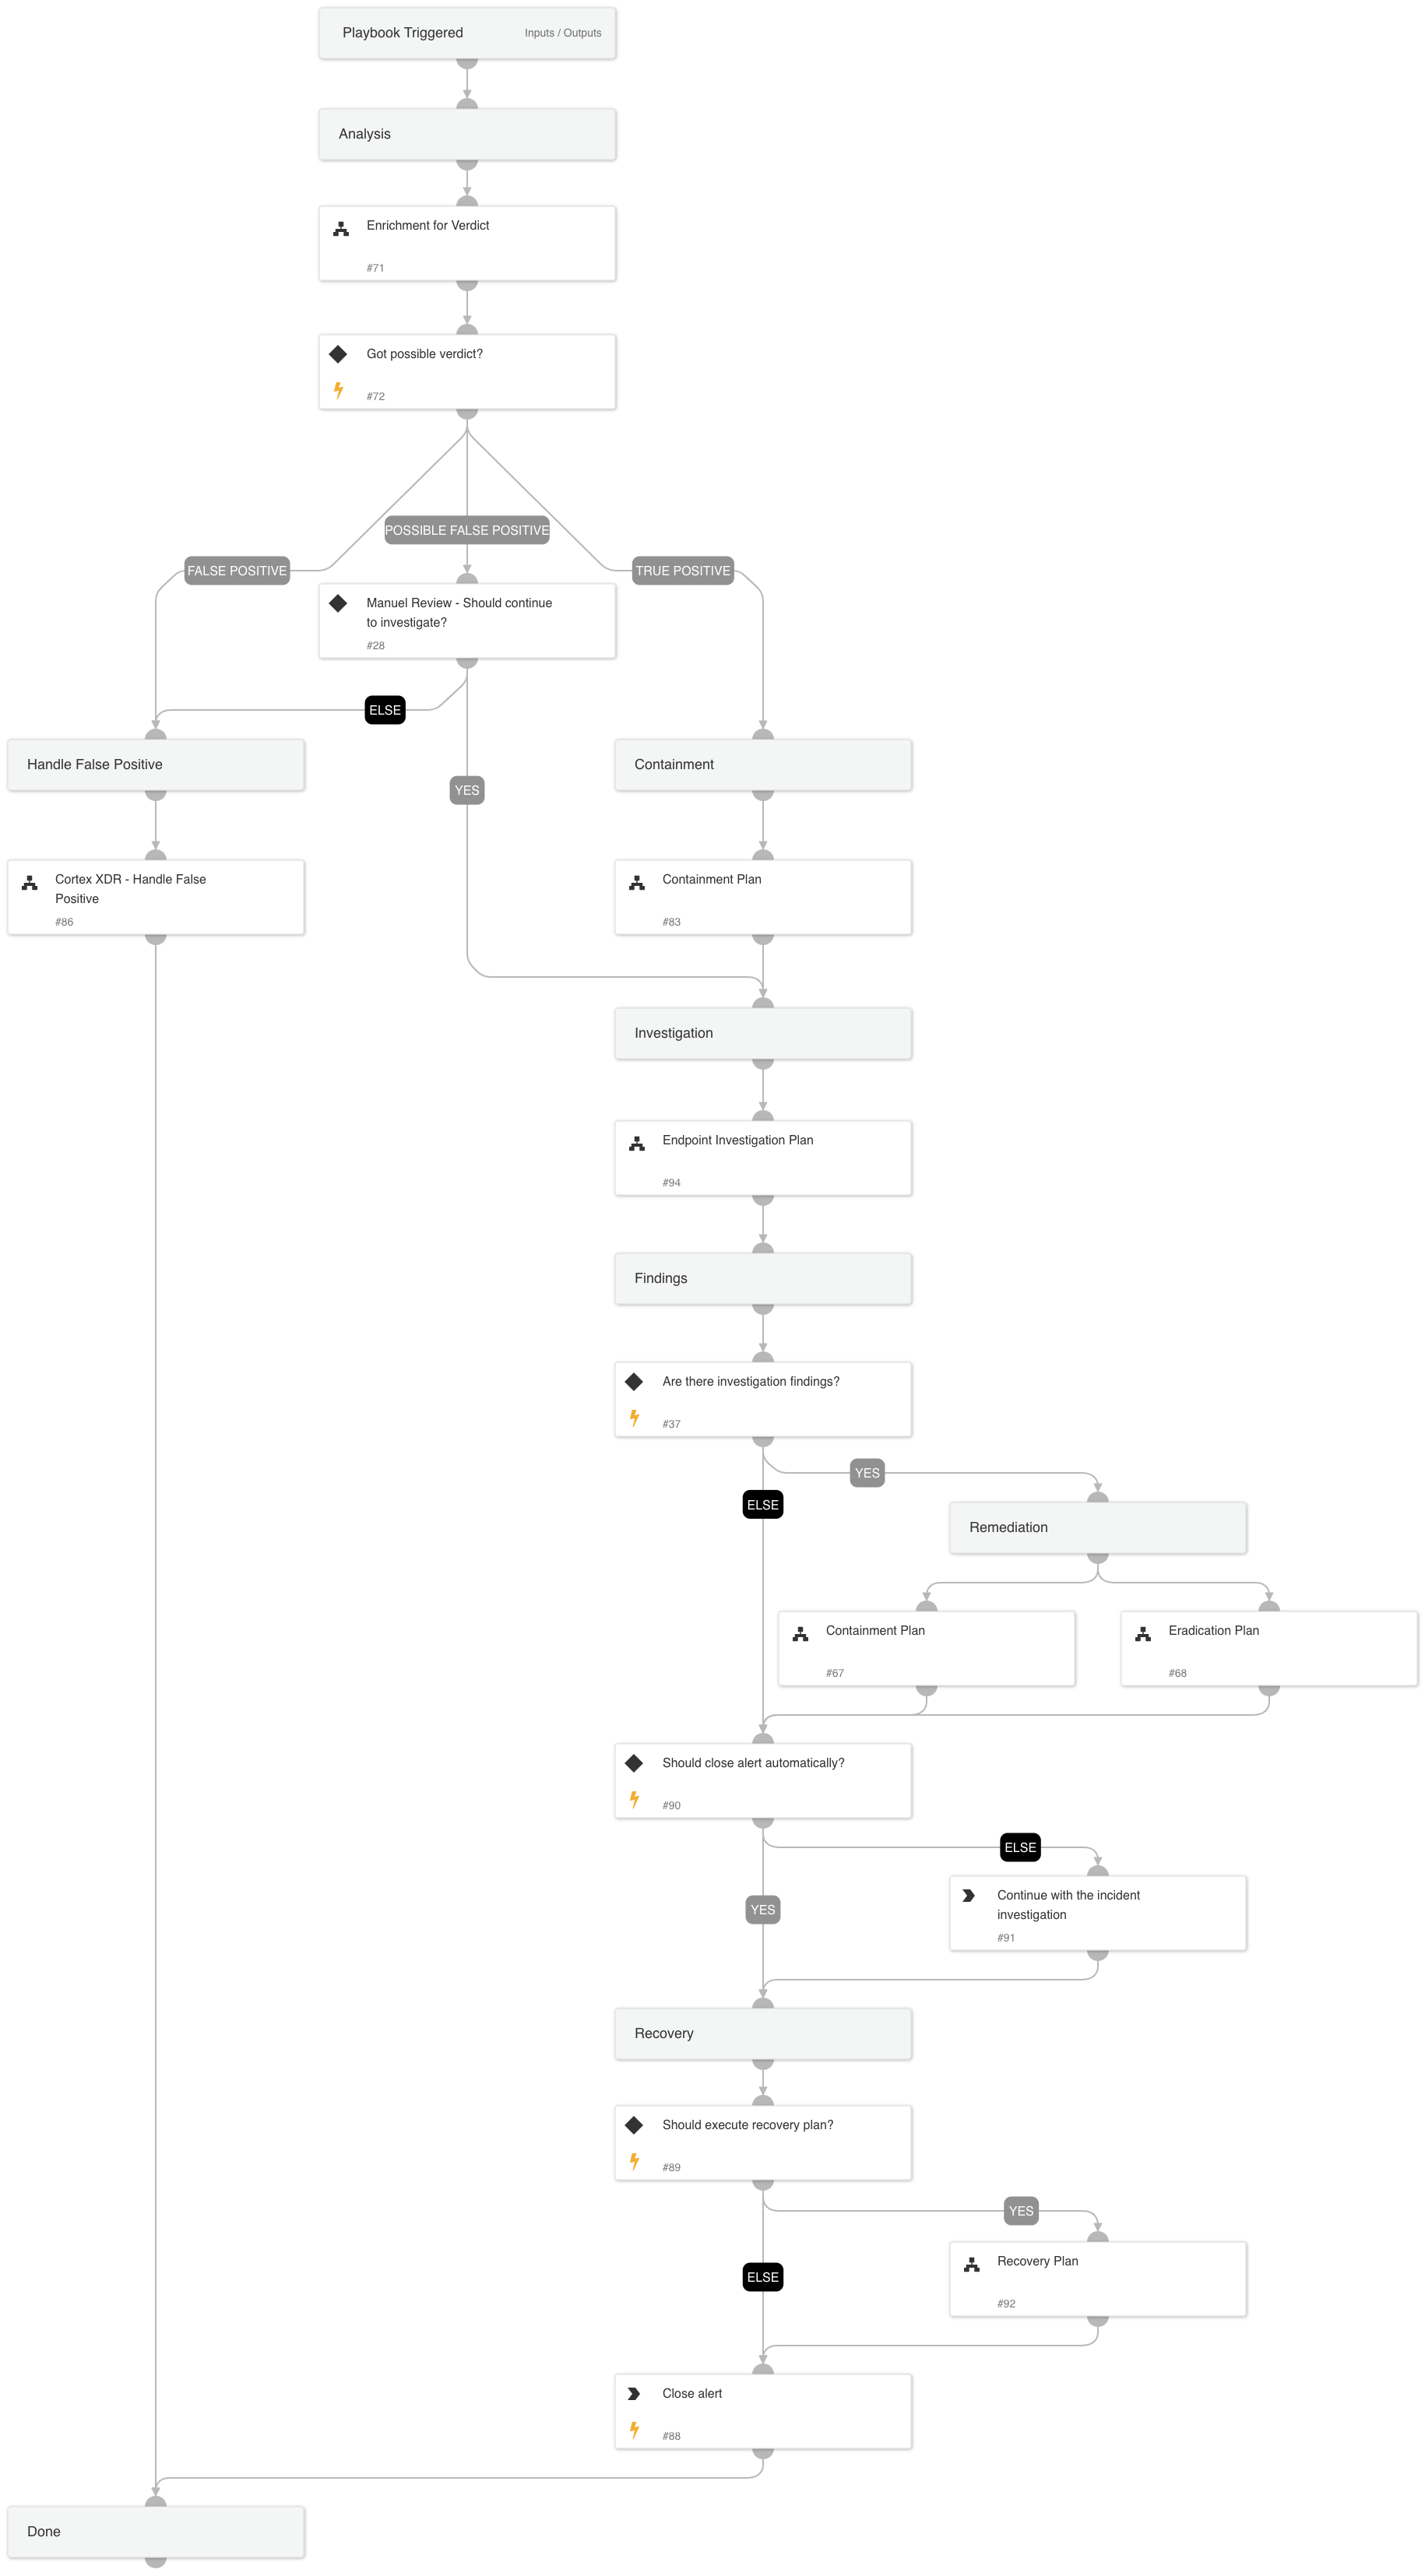 Playbook Triggered
Inputs / Outputs
Analysis
Enrichment for Verdict
#71
Got possible verdict?
#72
POSSIBLE FALSE POSITIVE
FALSE POSITIVE
TRUE POSITIVE
Manuel Review - Should continue
to investigate?
#28
ELSE
Handle False Positive
Containment
YES
Cortex XDR - Handle False
Positive
#86
Containment Plan
#83
Investigation
Endpoint Investigation Plan
#94
Findings
Are there investigation findings?
#37
YES
ELSE
Remediation
Containment Plan
#67
Eradication Plan
#68
Should close alert automatically?
#90
ELSE
YES
Continue with the incident
investigation
#91
Recovery
Should execute recovery plan?
#89
YES
ELSE
Recovery Plan
#92
Close alert
#88
Done